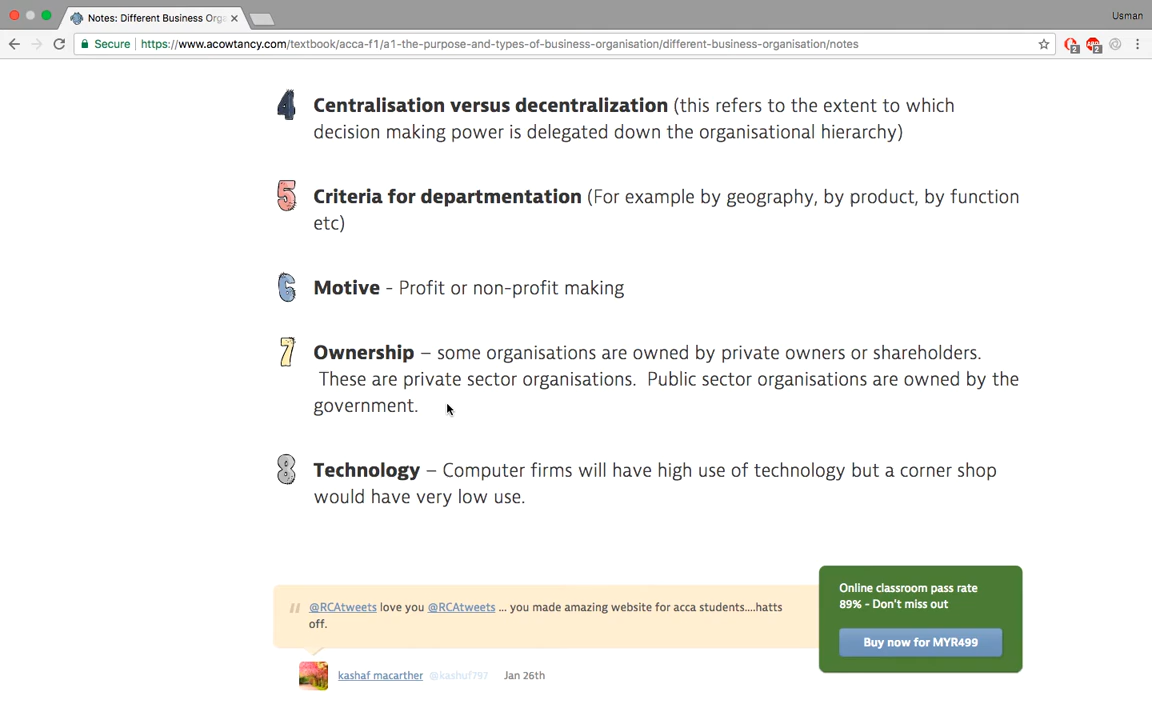 Notes: Different Business Orga
Usman
Secure
https://www.acowtancy.com/textbook/acca-f1/a1-the-purpose-and-types-of-business-organisation/different-business-organisation/notes
2
2
4 Centralisation versus decentralization (this refers to the extent to which
decision making power is delegated down the organisational hierarchy)
5 Criteria for departmentation (For example by geography, by product, by function
etc)
6 Motive - Profit or non-profit making
7 Ownership – some organisations are owned by private owners or shareholders.
These are private sector organisations. Public sector organisations are owned by the
government.
8 Technology – Computer firms will have high use of technology but a corner shop
would have very low use.
@RCAtweets love you @RCAtweets ... you made amazing website for acca students....hatts
off.
kashaf macarther @kashuf797 Jan 26th
Online classroom pass rate
89% - Don't miss out
Buy now for MYR499